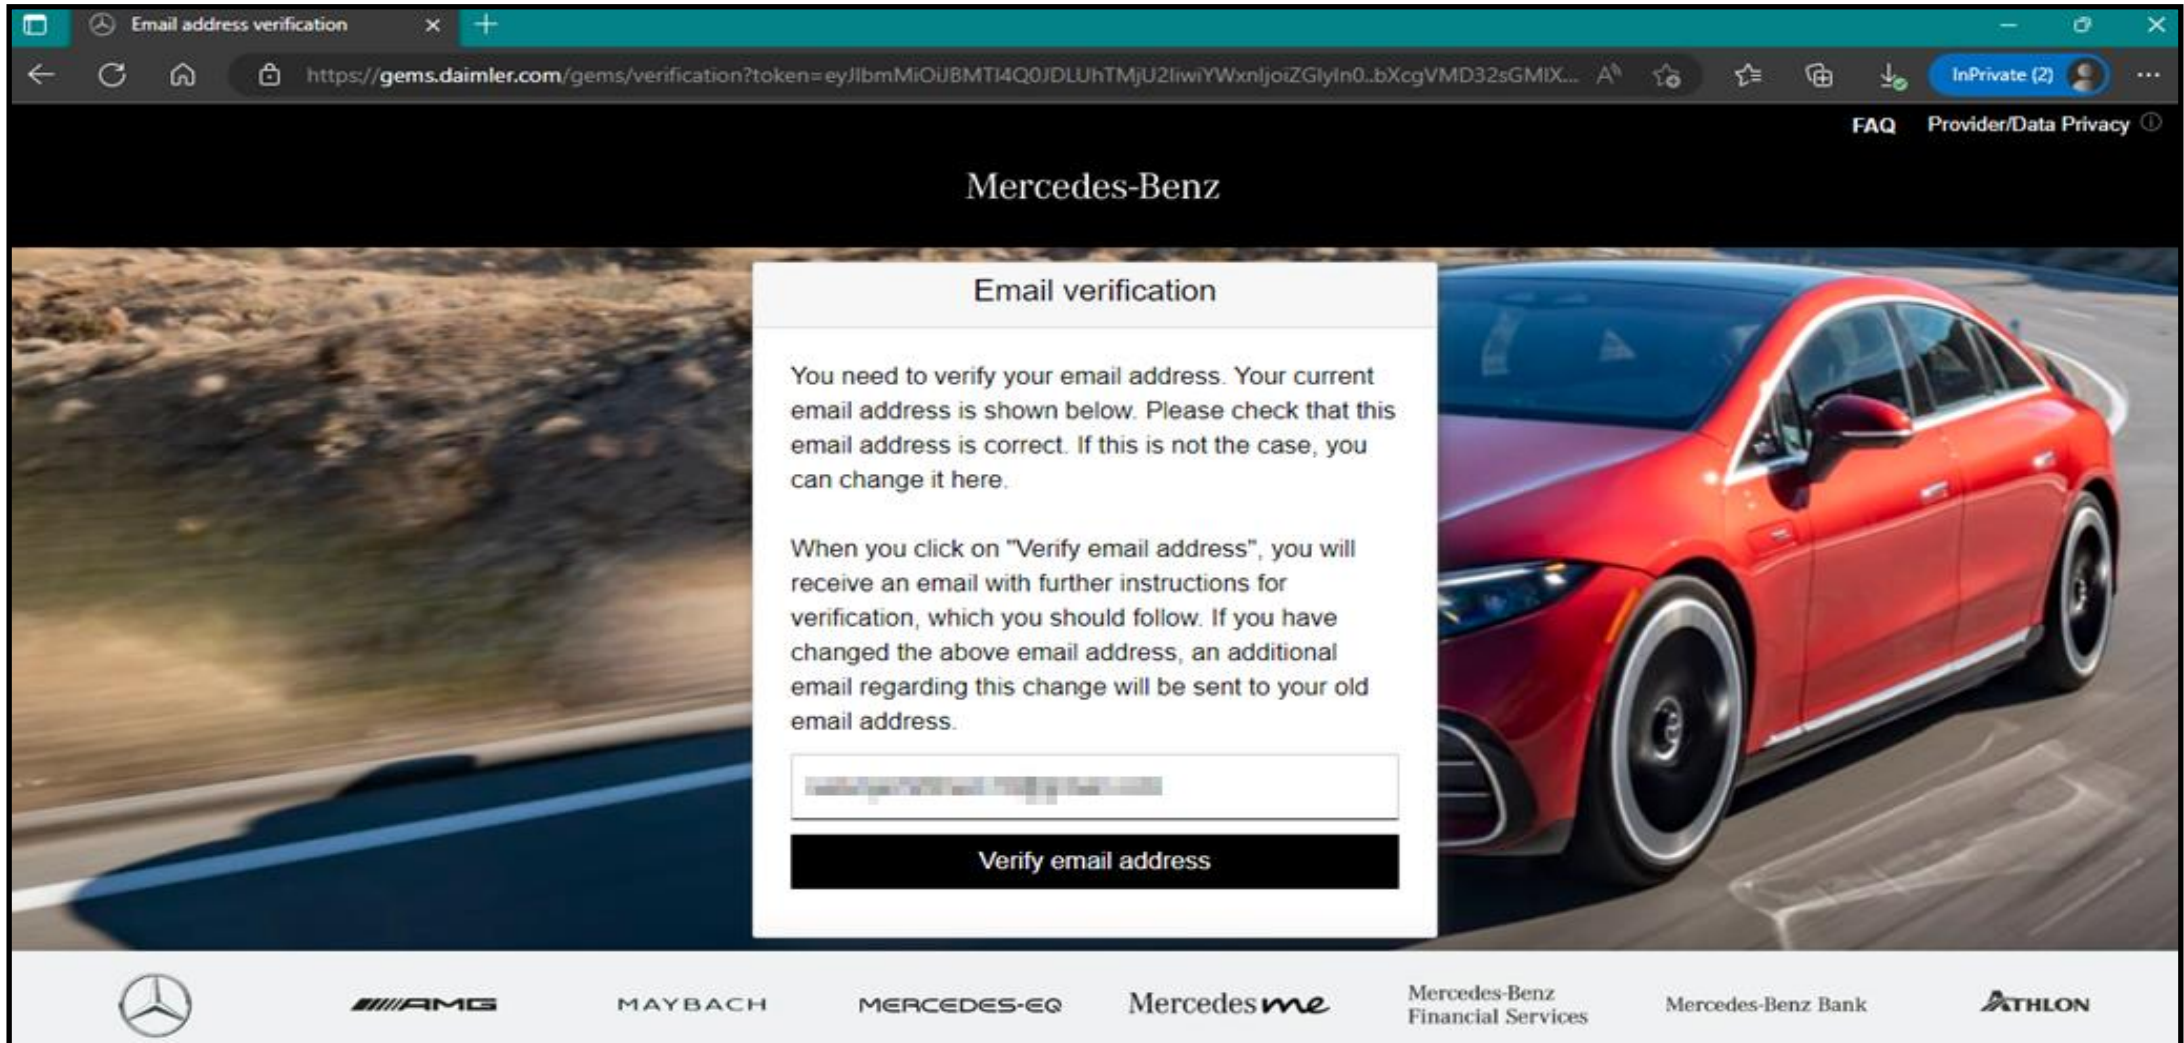 Email address verification
https://gems.daimler.com/gems/verification?token=eyJlbmMiOiJBMTI4Q0JDLUhTMjU2IiwiYWxnIjoiZGlyIn0..bXcgVMD32sGMIX...
InPrivate (2)
FAQ Provider/Data Privacy
Mercedes-Benz
Email verification
You need to verify your email address. Your current
email address is shown below. Please check that this
email address is correct. If this is not the case, you
can change it here.
When you click on "Verify email address", you will
receive an email with further instructions for
verification, which you should follow. If you have
changed the above email address, an additional
email regarding this change will be sent to your old
email address.
Verify email address
AMG
MAYBACH
MERCEDES-EQ
Mercedes me
Mercedes-Benz
Financial Services
Mercedes-Benz Bank
ATHLON